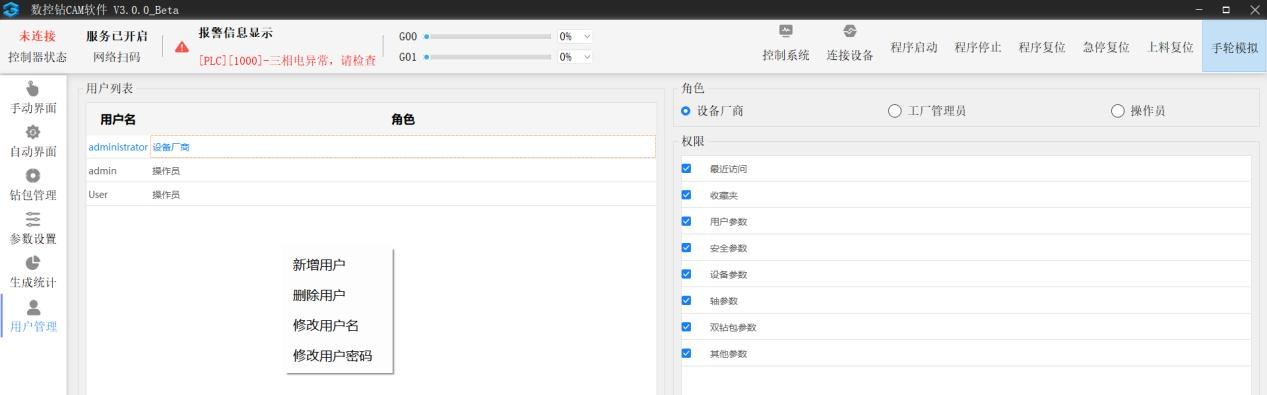 数控钻CAM软件 V3.0.0_Beta
未连接
控制器状态
服务已开启
网络扫码
报警信息显示
[PLC][1000]-三相电异常，请检查
G00 0%
G01 0%
控制系统
连接设备
程序启动
程序停止
程序复位
急停复位
上料复位
手轮模拟
手动界面
自动界面
钻包管理
参数设置
生成统计
用户管理
用户列表
用户名 角色
administrator 设备厂商
admin 操作员
User 操作员
新增用户
删除用户
修改用户名
修改用户密码
角色
设备厂商 工厂管理员 操作员
权限
最近访问
收藏夹
用户参数
安全参数
设备参数
轴参数
双钻包参数
其他参数